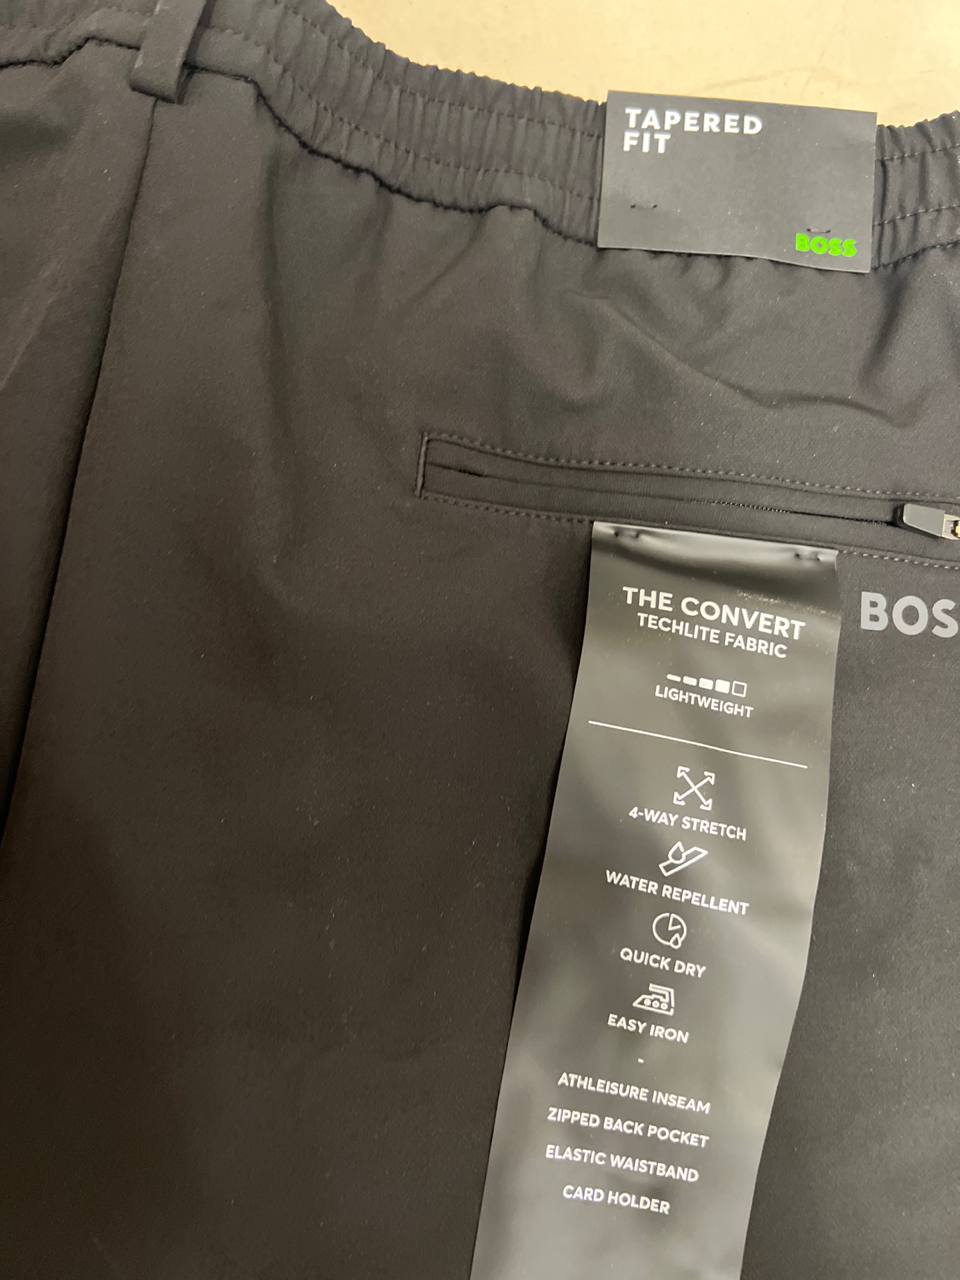 TAPERED
FIT
BOSS
THE CONVERT
TECHLITE FABRIC
LIGHTWEIGHT
BOS
4-WAY STRETCH
WATER REPELLENT
QUICK DRY
EASY IRON
-
ATHLEISURE INSEAM
ZIPPED BACK POCKET
ELASTIC WAISTBAND
CARD HOLDER